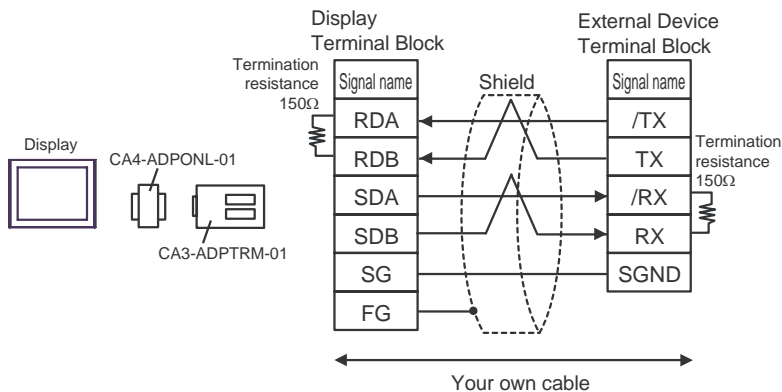 Display
Terminal Block
External Device
Terminal Block
Termination
resistance
150Ω
Signal name
Shield
Signal name
RDA
/TX
Display
CA4-ADPONL-01
RDB
TX
Termination
resistance
150Ω
SDA
/RX
CA3-ADPTRM-01
SDB
RX
SG
SGND
FG
Your own cable